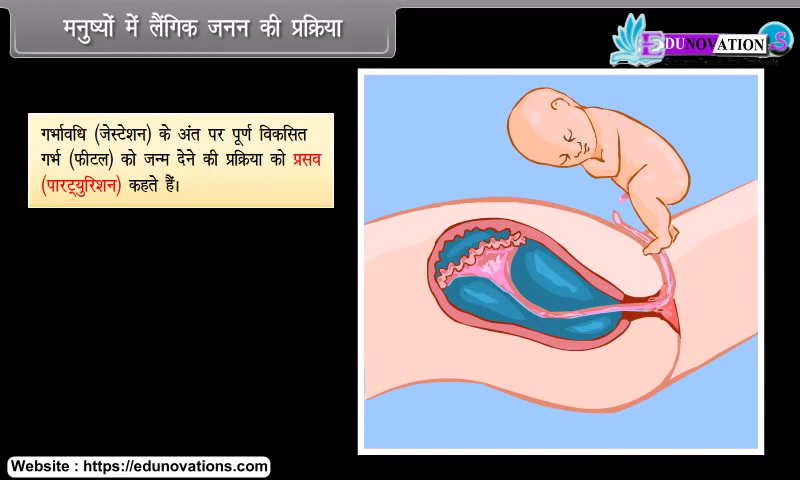 मनुष्यों में लैंगिक जनन की प्रक्रिया
EDUNOVATIONS
गर्भावधि (जेस्टेशन) के अंत पर पूर्ण विकसित
गर्भ (फीटल) को जन्म देने की प्रक्रिया को प्रसव
(पारट्युरिशन) कहते हैं।
Website : https://edunovations.com